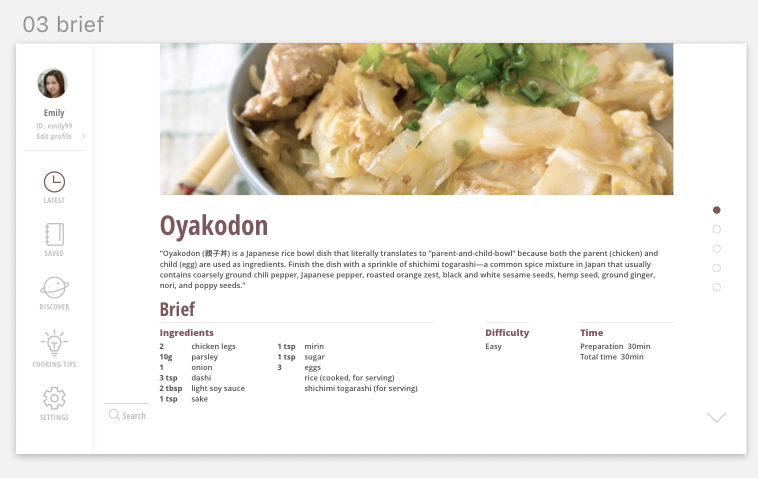 03 brief
Emily
ID: emily99
Edit profile
LATEST
SAVED
DISCOVER
COOKING TIPS
SETTINGS
Search
Oyakodon
“Oyakodon (親子丼) is a Japanese rice bowl dish that literally translates to “parent-and-child-bowl” because both the parent (chicken) and
child (egg) are used as ingredients. Finish the dish with a sprinkle of shichimi togarashi—a common spice mixture in Japan that usually
contains coarsely ground chili pepper, Japanese pepper, roasted orange zest, black and white sesame seeds, hemp seed, ground ginger,
nori, and poppy seeds.”
Brief
Ingredients
2 chicken legs
10g parsley
1 onion
3 tsp dashi
2 tbsp light soy sauce
1 tsp sake
1 tsp mirin
1 tsp sugar
3 eggs
rice (cooked, for serving)
shichimi togarashi (for serving)
Difficulty
Easy
Time
Preparation 30min
Total time 30min